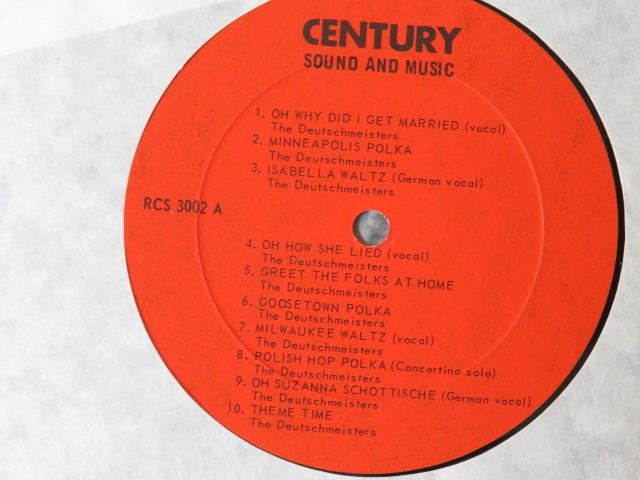 CENTURY
SOUND AND MUSIC
1. OH WHY DID I GET MARRIED (vocal)
The Deutschmeisters
2. MINNEAPOLIS POLKA
The Deutschmeisters
3. ISABELLA WALTZ (German vocal)
The Deutschmeisters
RCS 3002 A
4. OH HOW SHE LIED (vocal)
The Deutschmeisters
5. GREET THE FOLKS AT HOME
The Deutschmeisters
6. GOOSETOWN POLKA
The Deutschmeisters
7. MILWAUKEE WALTZ (vocal)
The Deutschmeisters
8. POLISH HOP POLKA (Concertina solo)
The Deutschmeisters
9. OH SUZANNA SCHOTTISCHE (German vocal)
The Deutschmeisters
10. THEME TIME
The Deutschmeisters